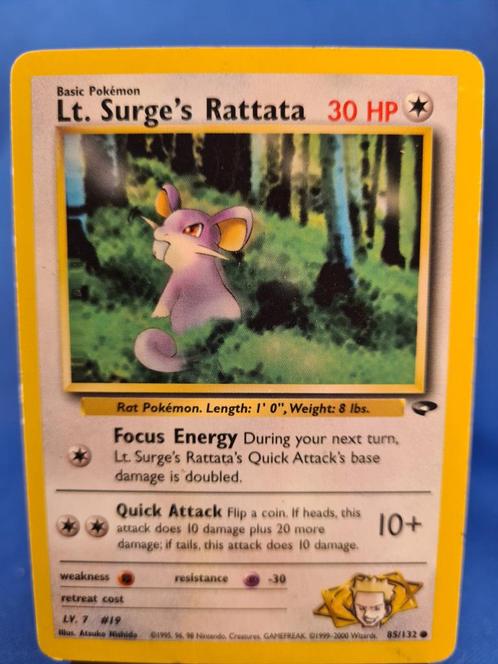 Basic Pokémon
Lt. Surge's Rattata 30 HP
Rat Pokémon. Length: 1' 0", Weight: 8 lbs.
Focus Energy During your next turn,
Lt. Surge's Rattata's Quick Attack's base
damage is doubled.
Quick Attack Flip a coin. If heads, this
attack does 10 damage plus 20 more
damage; if tails, this attack does 10 damage.
10+
weakness resistance -30
retreat cost
LV. 7 #19
Illus. Atsuko Nishida ©1995, 96, 98 Nintendo, Creatures, GAMEFREAK. ©1999-2000 Wizards. 85/132